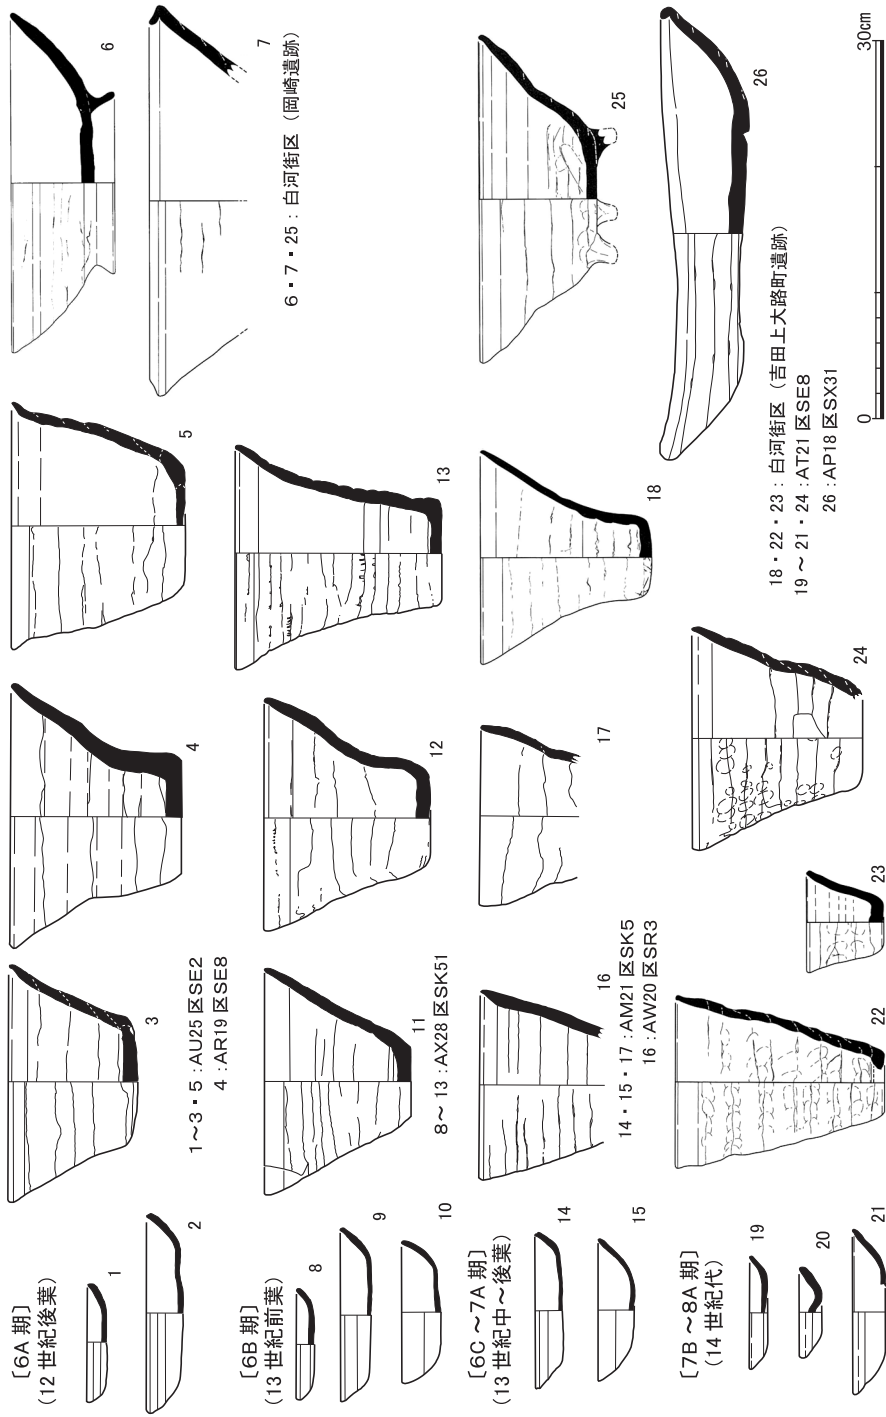 [6A 期]
(12 世紀後葉)
1
2
3
4
5
6
7
1～3・5 : AU25 区SE2
4 : AR19 区SE8
6・7・25 : 白河街区 (岡崎遺跡)
[6B 期]
(13 世紀前葉)
8
9
10
11
12
13
8～13 : AX28 区SK51
[6C ～ 7A 期]
(13 世紀中～後葉)
14
15
16
17
18
25
14・15・17 : AM21 区SK5
16 : AW20 区SR3
[7B ～ 8A 期]
(14 世紀代)
19
20
21
22
23
24
26
18・22・23 : 白河街区 (吉田上大路町遺跡)
19～21・24 : AT21 区SE8
26 : AP18 区SX31
0
30cm